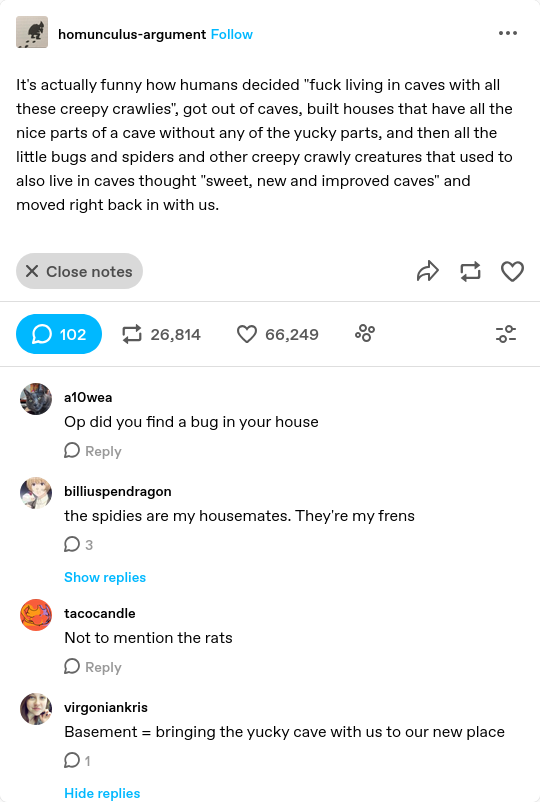 homunculus-argument Follow
It's actually funny how humans decided "fuck living in caves with all
these creepy crawlies", got out of caves, built houses that have all the
nice parts of a cave without any of the yucky parts, and then all the
little bugs and spiders and other creepy crawly creatures that used to
also live in caves thought "sweet, new and improved caves" and
moved right back in with us.
Close notes
102 26,814 66,249
a10wea
Op did you find a bug in your house
Reply
billiuspendragon
the spidies are my housemates. They're my frens
3
Show replies
tacocandle
Not to mention the rats
Reply
virgoniankris
Basement = bringing the yucky cave with us to our new place
1
Hide replies